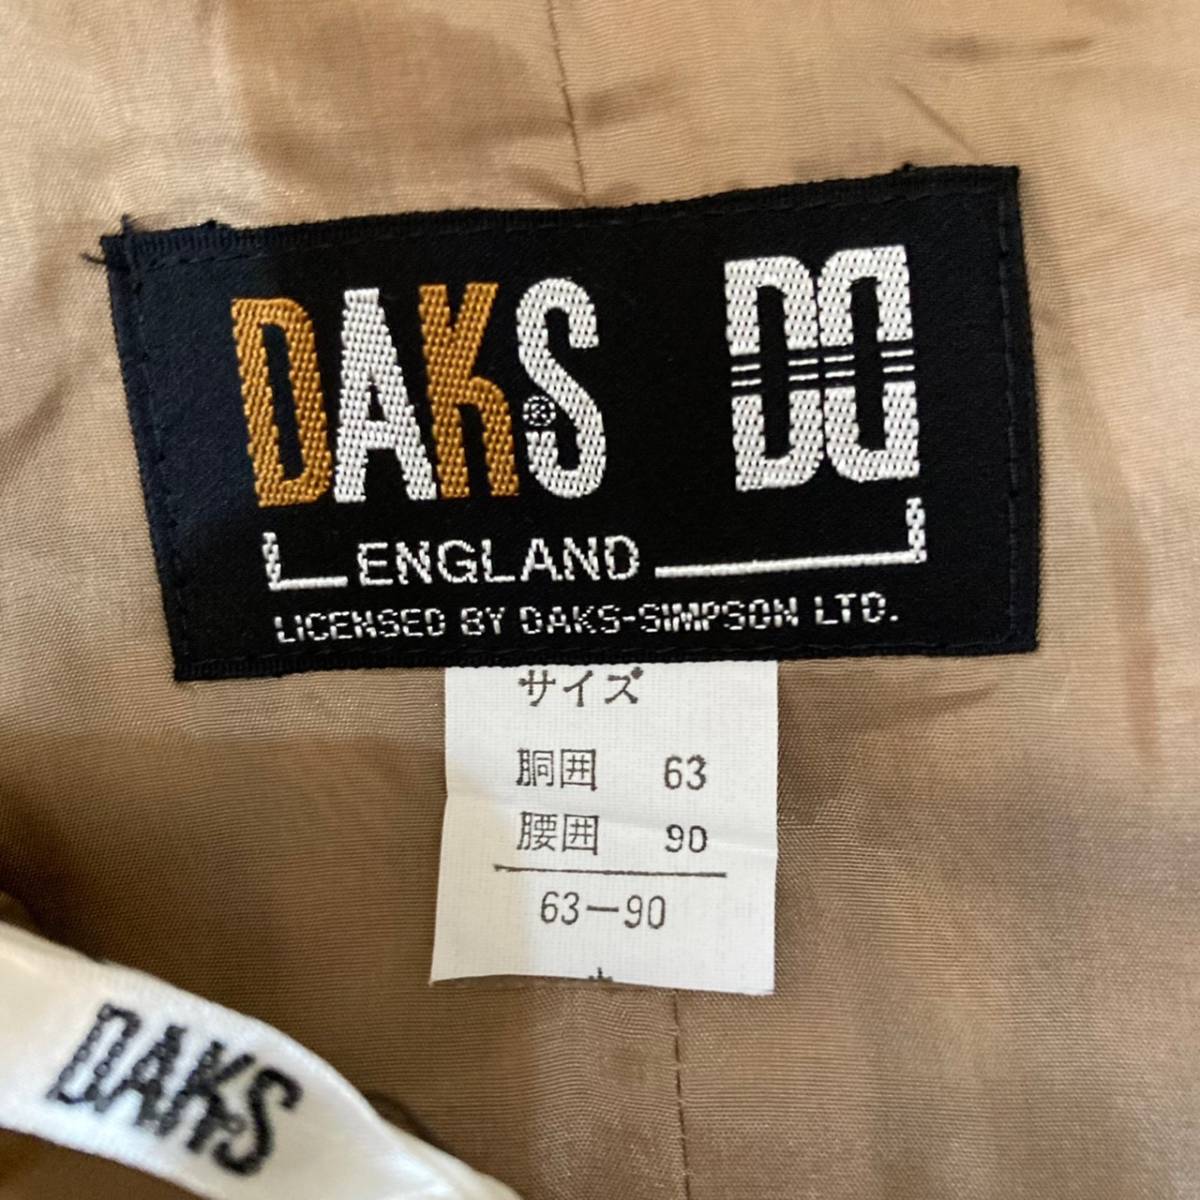 DAKS DD
ENGLAND
LICENSED BY DAKS-SIMPSON LTD.
サイズ
胴囲 63
腰囲 90
63-90
DAKS